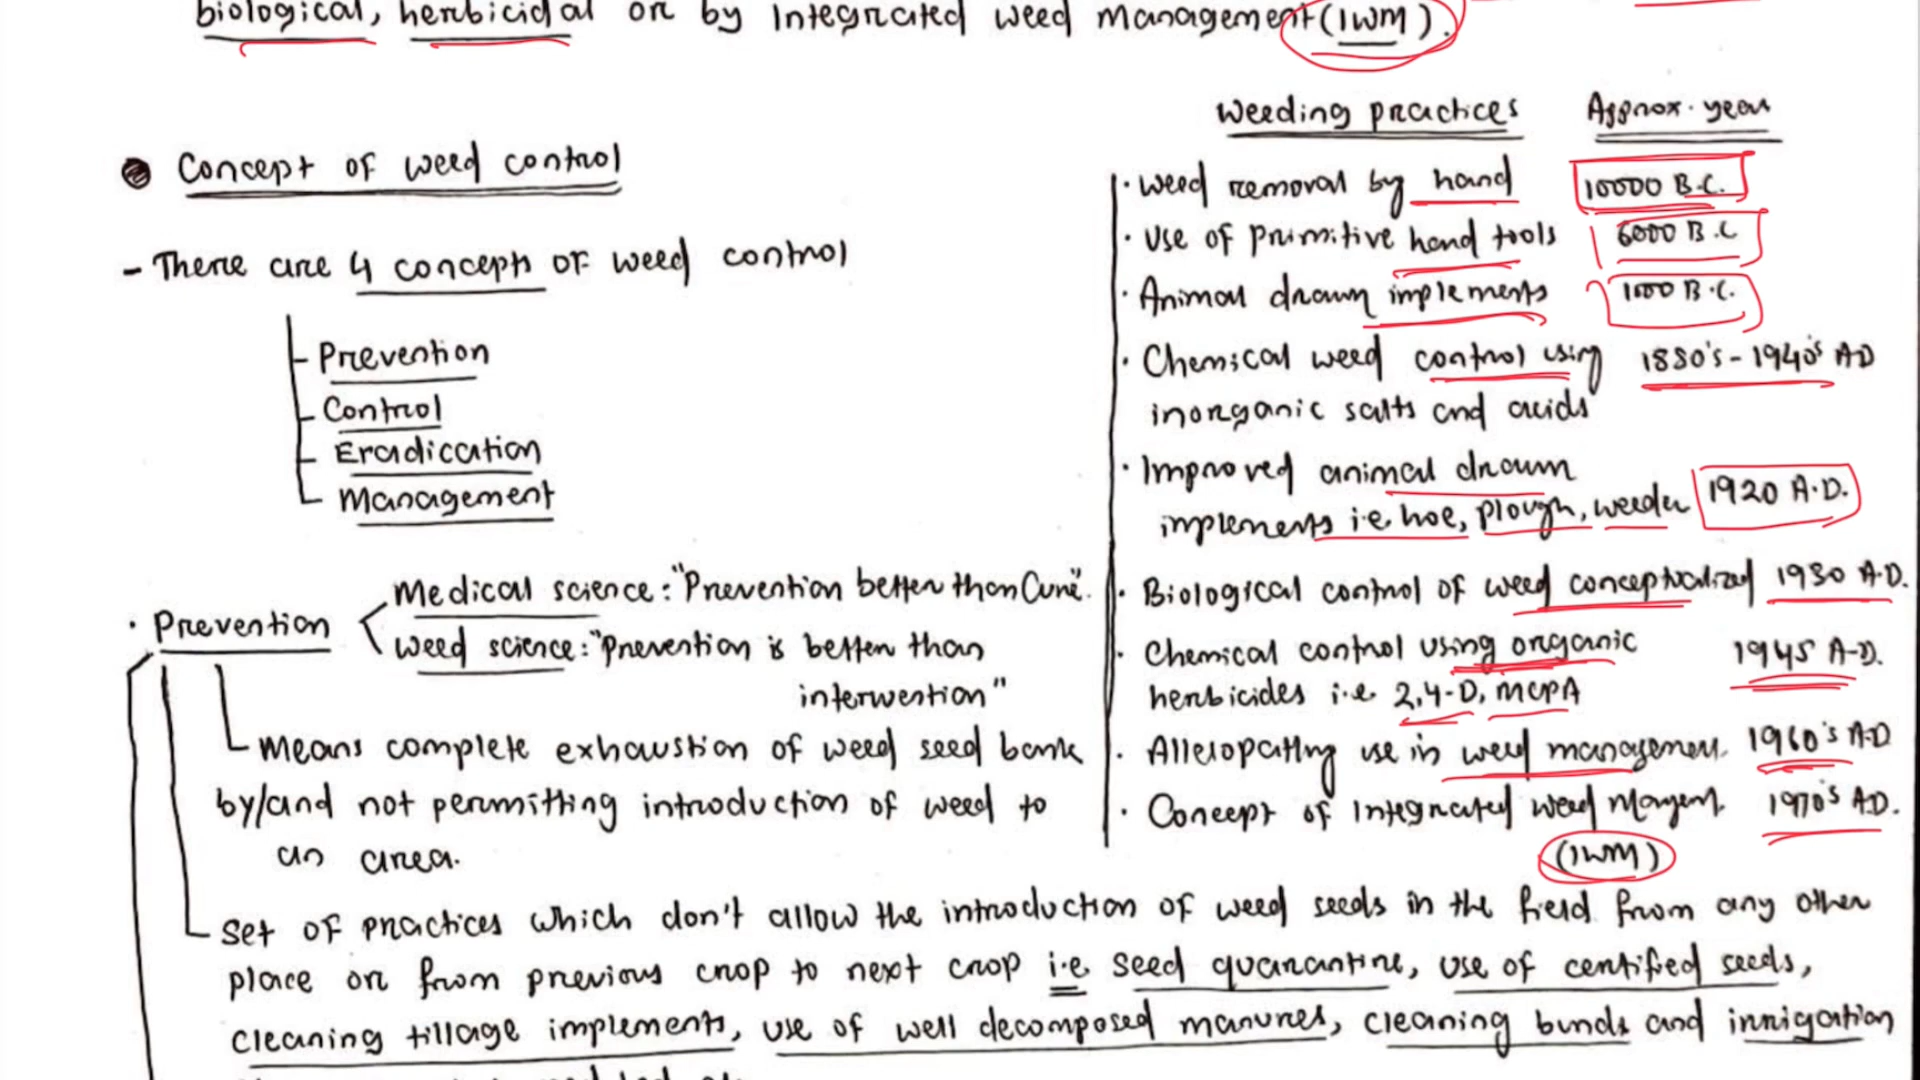 biological, herbicidal or by Integrated weed management (IWM).
Concept of weed control
- There are 4 concepts of weed control
Prevention
Control
Eradication
Management
Weeding practices Approx. year
. Weed removal by hand 10000 B.C.
. Use of primitive hand tools 6000 B.C
. Animal drawn implements 1000 B.C.
. Chemical weed control using 1880's - 1940's AD
inorganic salts and acids
. Improved animal drawn
implements i.e. hoe, plough, weeder 1920 A.D.
. Biological control of weed conceptualized 1930 A.D.
. Chemical control using organic 1945 A.D.
herbicides i.e. 2,4-D, MCPA
. Allelopathy use in weed management. 1960's AD
. Concept of Integrated Weed 1970's A.D.
(IWM)
. Prevention
Medical science: "Prevention better than Cure".
Weed science: "Prevention is better than
interwention"
Means complete exhaustion of weed seed bank
by/and not permitting introduction of weed to
an area.
Set of practices which don't allow the introduction of weed seeds in the field from any other
place or from previous crop to next crop i.e seed quarantine, use of certified seeds,
cleaning tillage implements, use of well decomposed manures, cleaning bunds and irrigation